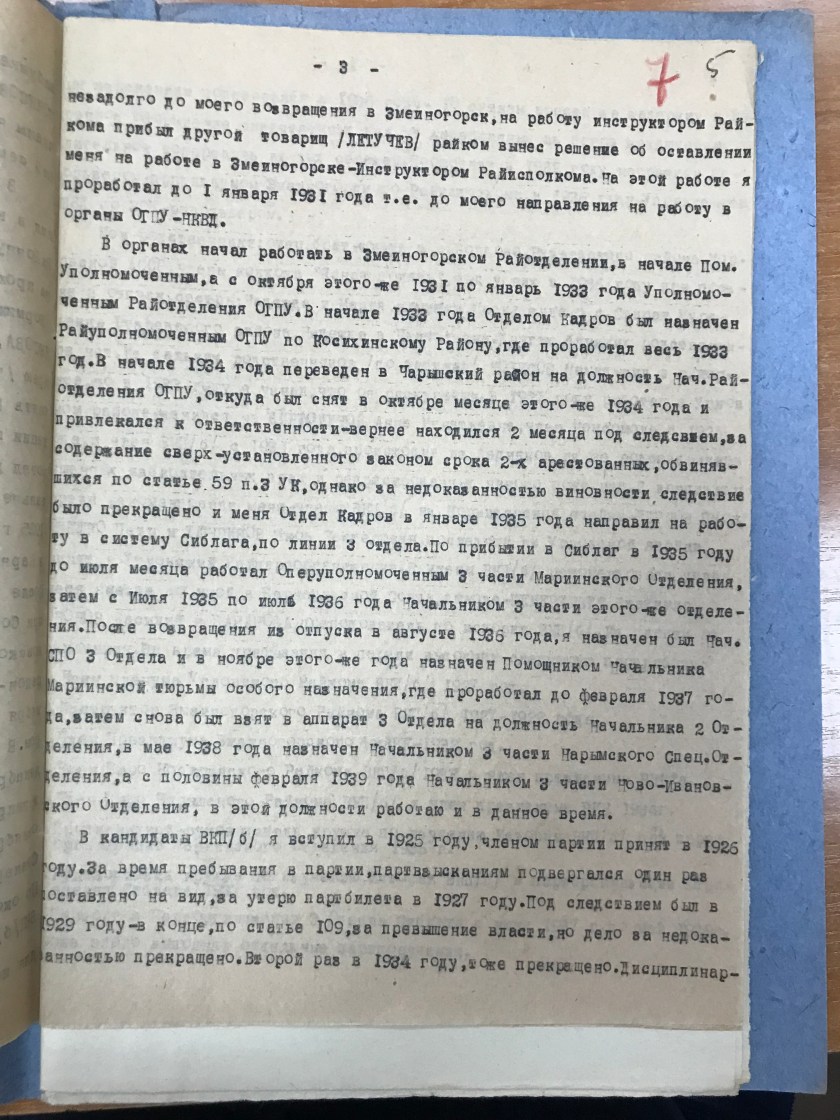 - 3 -
7 5
незадолго до моего возвращения в Змеиногорск,на работу инструктором Рай-
кома прибыл другой товарищ /ЛЕТУЧЕВ/ райком вынес решение об оставлении
меня на работе в Змеиногорске-Инструктором Райисполкома.На этой работе я
проработал до I января 1931 года т.е. до моего направления на работу в
органы ОГПУ-НКВД.
В органах начал работать в Змеиногорском Райотделении,в начале Пом.
Уполномоченным,а с октября этого-же 1931 по январь 1933 года Уполномо-
ченным Райотделения ОГПУ.В начале 1933 года Отделом Кадров был назначен
Райуполномоченным ОГПУ по Косихинскому Району,где проработал весь 1933
год.В начале 1934 года переведен в Чарышский район на должность Нач.Рай-
отделения ОГПУ,откуда был снят в октябре месяце этого-же 1934 года и
привлекался к ответственности-вернее находился 2 месяца под следсвием,за
содержание сверх-установленного законом срока 2-х арестованных,обвиняв-
шихся по статье 59 п.3 УК,однако за недоказанностью виновности следствие
было прекращено и меня Отдел Кадров в январе 1935 года направил на рабо-
ту в систему Сиблага,по линии 3 отдела.По прибытии в Сиблаг в 1935 году
до июля месяца работал Оперуполномоченным 3 части Мариинского Отделения,
затем с Июля 1935 по июль 1936 года Начальником 3 части этого-же отделе-
ния.После возвращения из отпуска в августе 1936 года,я назначен был Нач.
СПО 3 Отдела и в ноябре этого-же года назначен Помощником Начальника
Мариинской тюрьмы особого назначения,где проработал до февраля 1937 го-
да,затем снова был взят в аппарат 3 Отдела на должность Начальника 2 От-
деления,в мае 1938 года назначен Начальником 3 части Нарымского Спец.От-
деления,а с половины февраля 1939 года Начальником 3 части Ново-Иванов-
ского Отделения, в этой должности работаю и в данное время.
В кандидаты ВКП/б/ я вступил в 1925 году,членом партии принят в 1926
году.За время пребывания в партии,партвзысканиям подвергался один раз
поставлено на вид,за утерю партбилета в 1927 году.Под следствием был в
1929 году-в конце,по статье I09,за превышение власти,но дело за недока-
занностью прекращено.Второй раз в 1934 году,тоже прекращено.Дисциплинар-